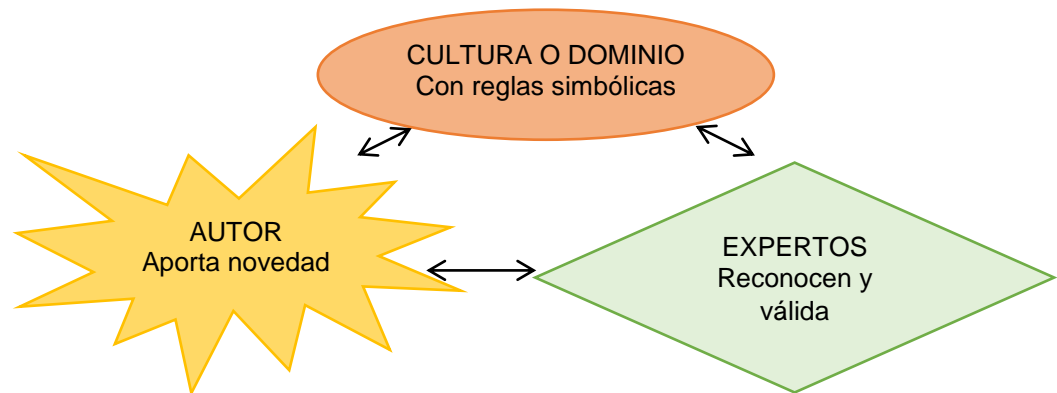 CULTURA O DOMINIO
Con reglas simbólicas
AUTOR
Aporta novedad
EXPERTOS
Reconocen y
válida